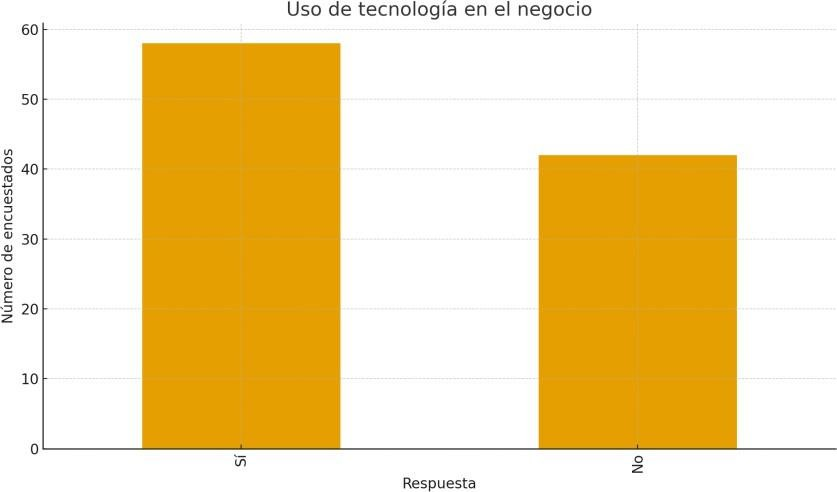 Uso de tecnología en el negocio
Número de encuestados
60
50
40
30
20
10
0
Sí
No
Respuesta